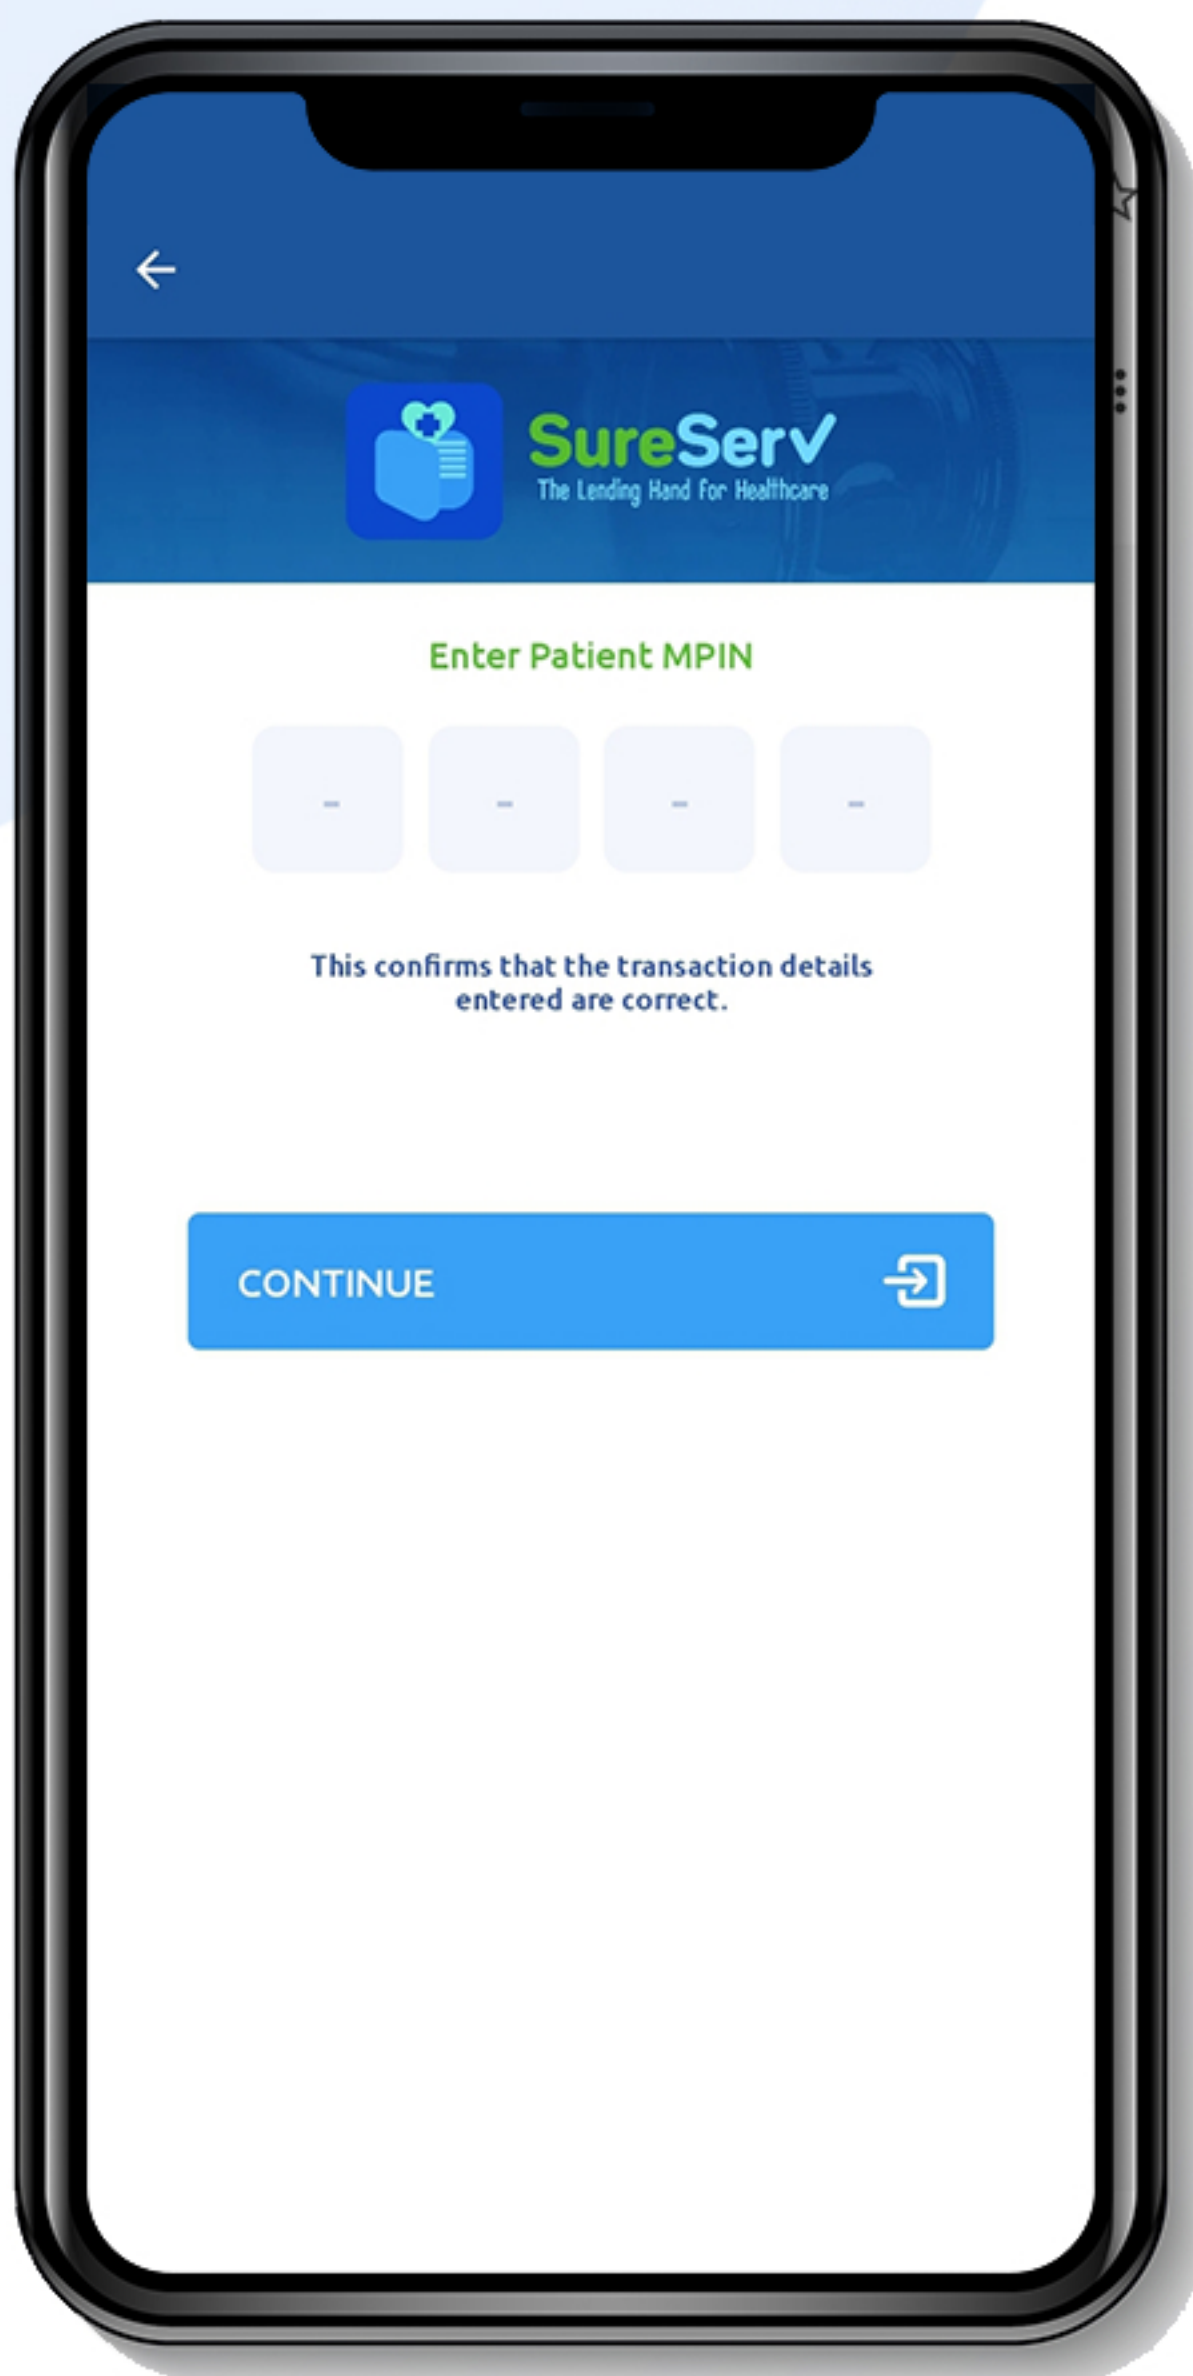 SureServ
The Lending Hand for Healthcare
Enter Patient MPIN
- - - -
This confirms that the transaction details
entered are correct.
CONTINUE